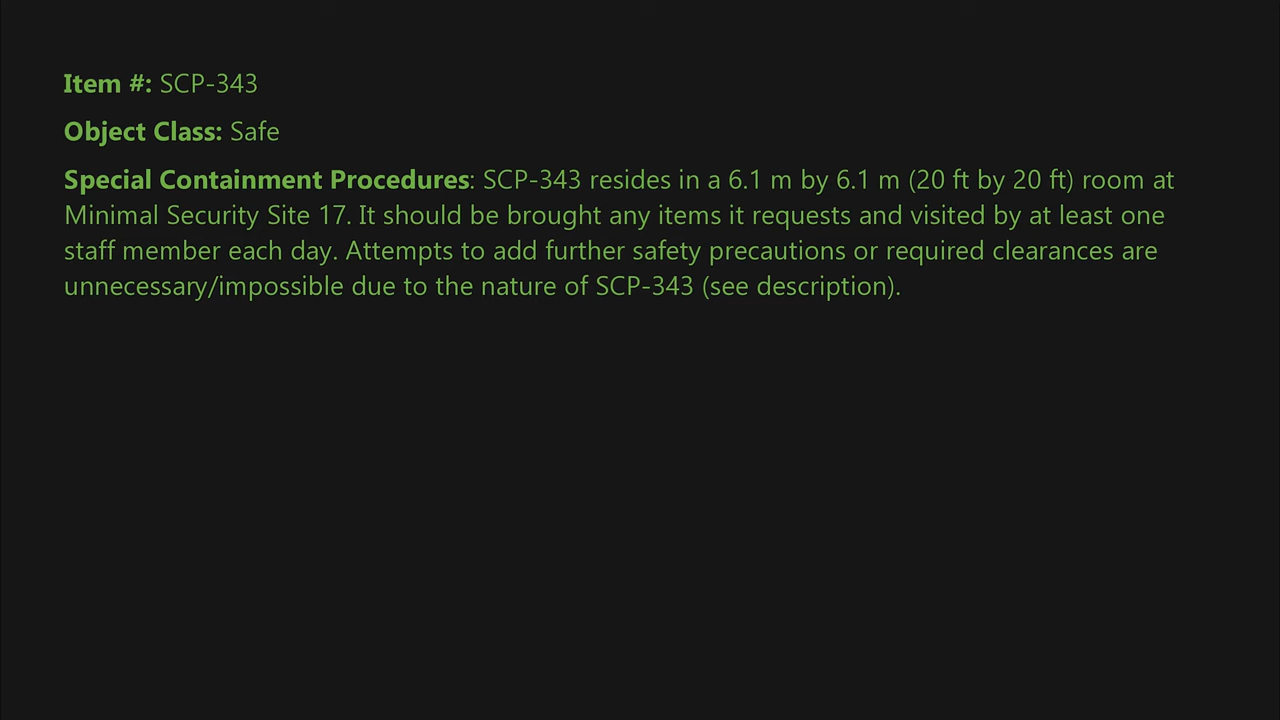 Item #: SCP-343
Object Class: Safe
Special Containment Procedures: SCP-343 resides in a 6.1 m by 6.1 m (20 ft by 20 ft) room at
Minimal Security Site 17. It should be brought any items it requests and visited by at least one
staff member each day. Attempts to add further safety precautions or required clearances are
unnecessary/impossible due to the nature of SCP-343 (see description).